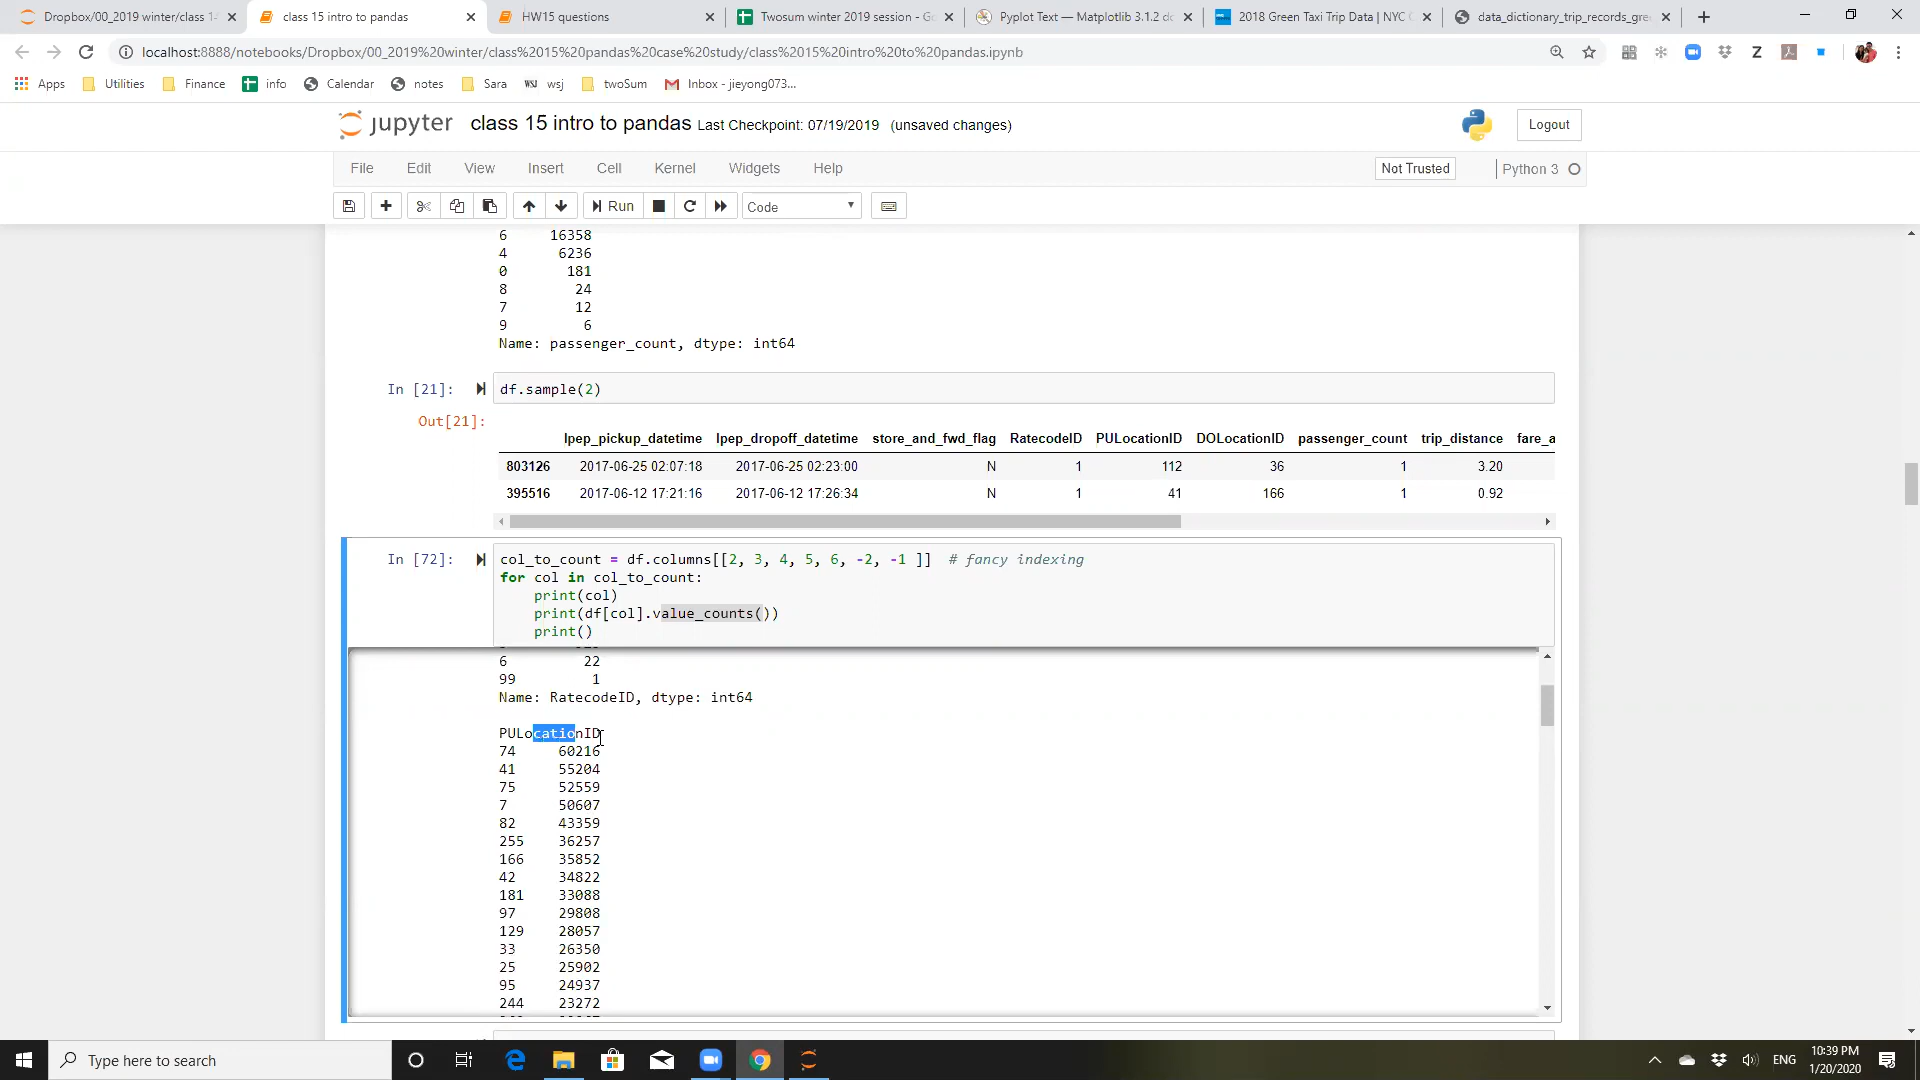 Dropbox/00_2019 winter/class 14
class 15 intro to pandas
HW15 questions
Twosum winter 2019 session - Go
Pyplot Text — Matplotlib 3.1.2 do
2018 Green Taxi Trip Data | NYC O
data_dictionary_trip_records_gre
localhost:8888/notebooks/Dropbox/00_2019%20winter/class%2015%20pandas%20case%20study/class%2015%20intro%20to%20pandas.ipynb
Apps Utilities Finance info Calendar notes Sara WSJ wsj twoSum Inbox - jieyong073...
jupyter class 15 intro to pandas Last Checkpoint: 07/19/2019 (unsaved changes) Logout
File Edit View Insert Cell Kernel Widgets Help Not Trusted Python 3
Run Code
6 16358
4 6236
0 181
8 24
7 12
9 6
Name: passenger_count, dtype: int64
In [21]: df.sample(2)
Out[21]:
lpep_pickup_datetime lpep_dropoff_datetime store_and_fwd_flag RatecodeID PULocationID DOLocationID passenger_count trip_distance fare_a
803126 2017-06-25 02:07:18 2017-06-25 02:23:00 N 1 112 36 1 3.20
395516 2017-06-12 17:21:16 2017-06-12 17:26:34 N 1 41 166 1 0.92
In [72]: col_to_count = df.columns[[2, 3, 4, 5, 6, -2, -1 ]] # fancy indexing
for col in col_to_count:
print(col)
print(df[col].value_counts())
print()
6 22
99 1
Name: RatecodeID, dtype: int64
PULocationID
74 60216
41 55204
75 52559
7 50607
82 43359
255 36257
166 35852
42 34822
181 33088
97 29808
129 28057
33 26350
25 25902
95 24937
244 23272
Type here to search
ENG
10:39 PM
1/20/2020